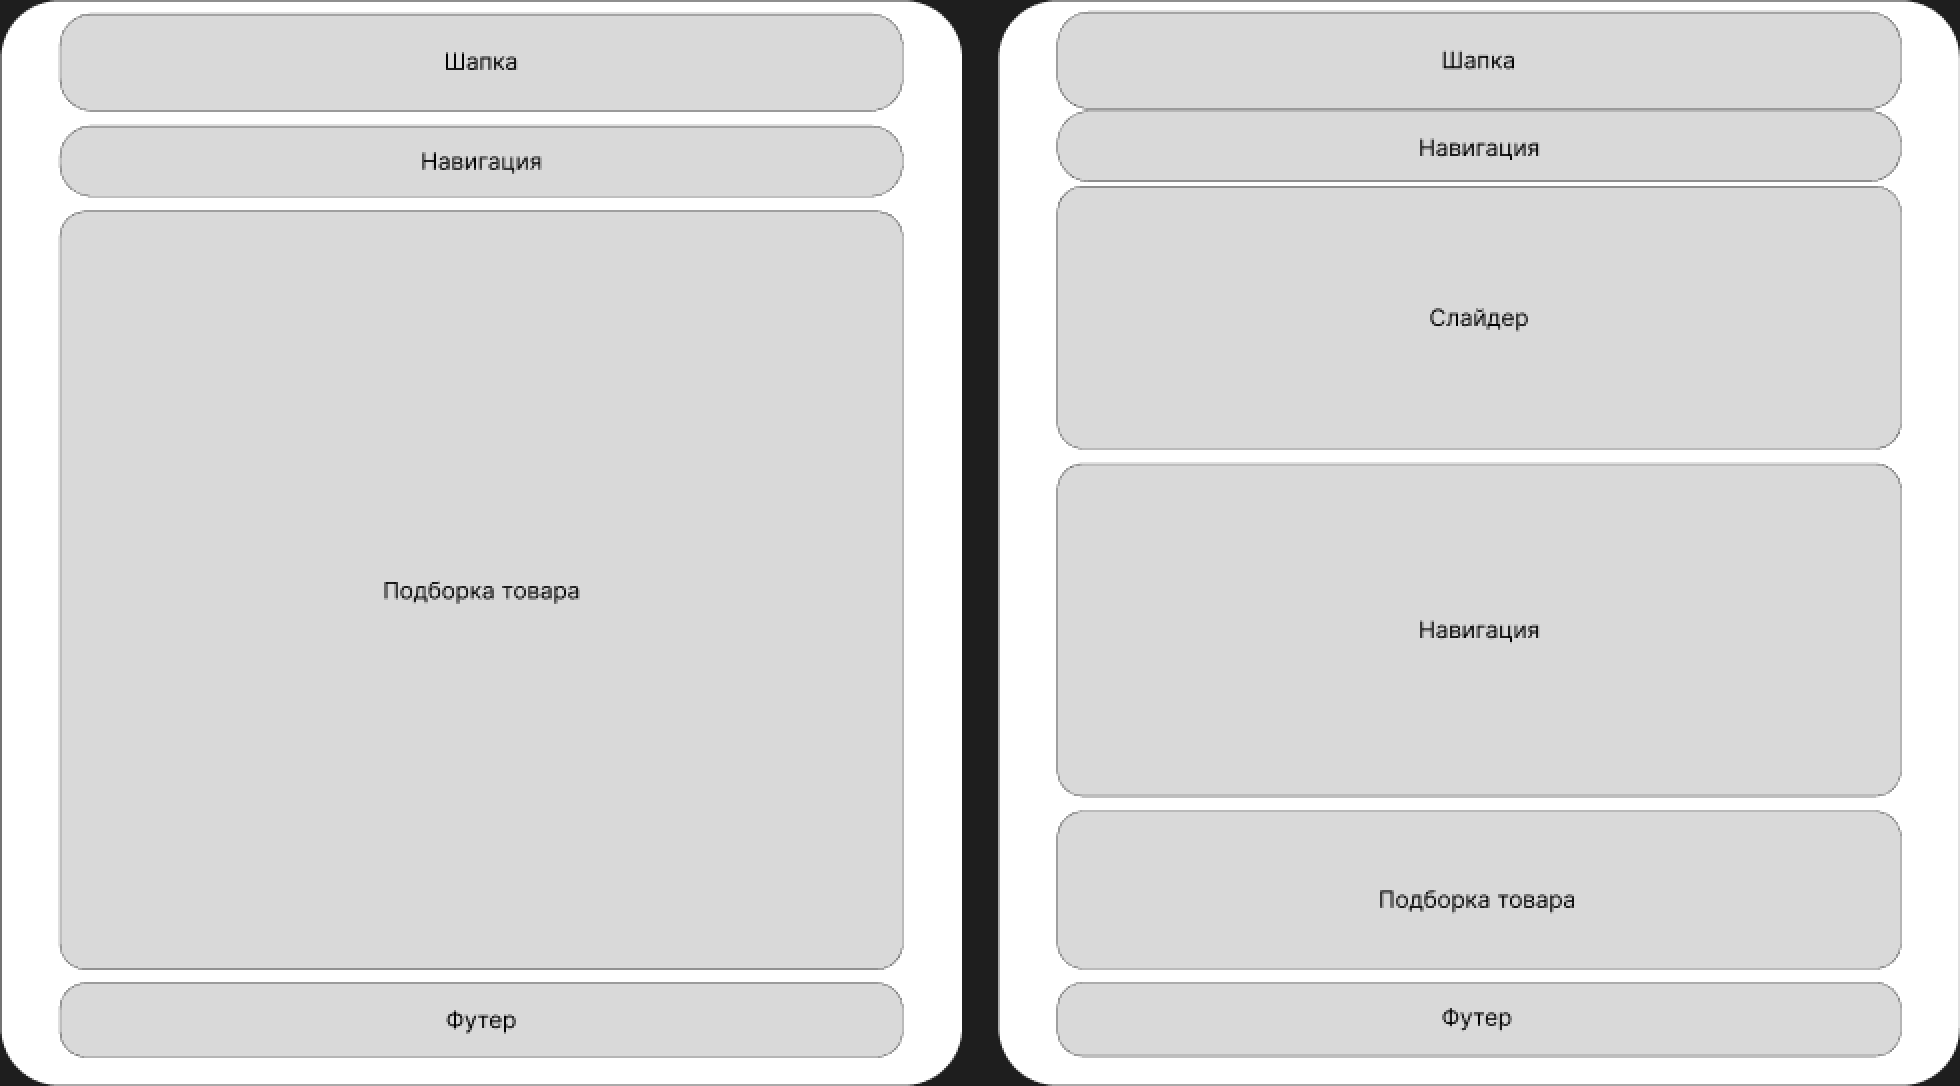 Шапка
Навигация
Подборка товара
Футер
Шапка
Навигация
Слайдер
Навигация
Подборка товара
Футер